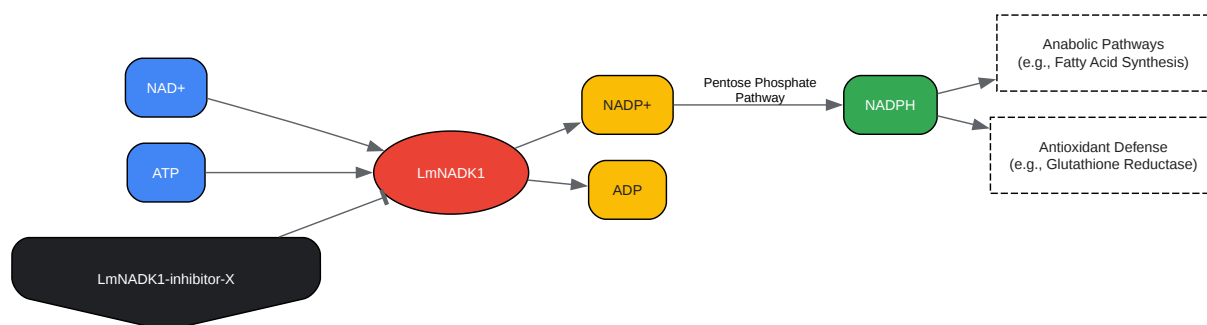 NAD+
ATP
LmNADK1-inhibitor-X
LmNADK1
NADP+
ADP
Pentose Phosphate
Pathway
NADPH
Anabolic Pathways
(e.g., Fatty Acid Synthesis)
Antioxidant Defense
(e.g., Glutathione Reductase)